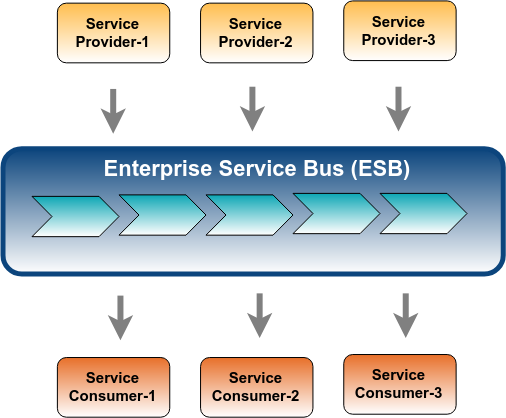 Service
Provider-1
Service
Provider-2
Service
Provider-3
Enterprise Service Bus (ESB)
Service
Consumer-1
Service
Consumer-2
Service
Consumer-3